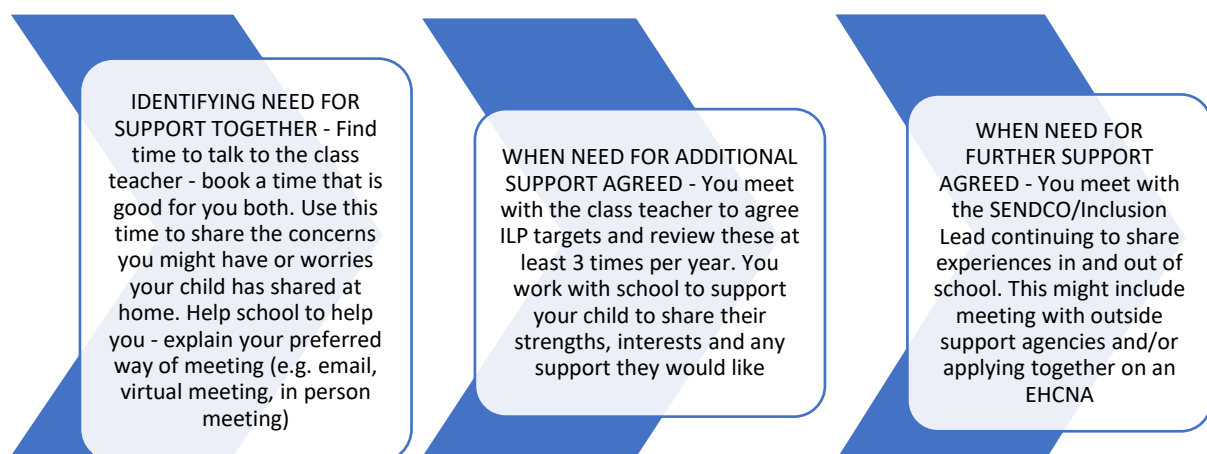 IDENTIFYING NEED FOR
SUPPORT TOGETHER - Find
time to talk to the class
teacher - book a time that is
good for you both. Use this
time to share the concerns
you might have or worries
your child has shared at
home. Help school to help
you - explain your preferred
way of meeting (e.g. email,
virtual meeting, in person
meeting)
WHEN NEED FOR ADDITIONAL
SUPPORT AGREED - You meet
with the class teacher to agree
ILP targets and review these at
least 3 times per year. You
work with school to support
your child to share their
strengths, interests and any
support they would like
WHEN NEED FOR
FURTHER SUPPORT
AGREED - You meet with
the SENDCO/Inclusion
Lead continuing to share
experiences in and out of
school. This might include
meeting with outside
support agencies and/or
applying together on an
EHCNA